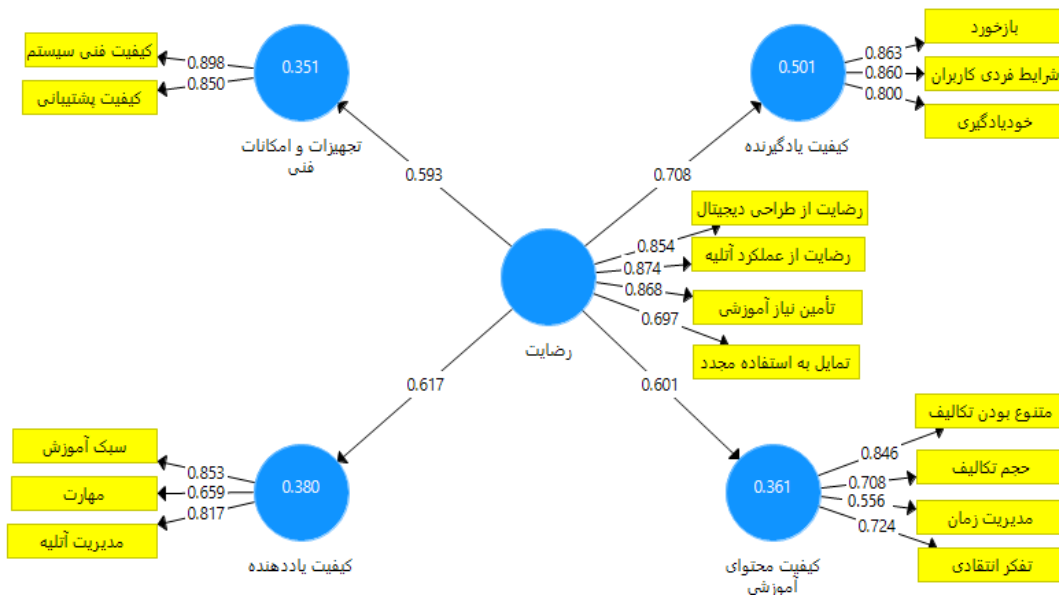 کیفیت فنی سیستم
0.898
کیفیت پشتیبانی
0.850
0.351
تجهیزات و امکانات
فنی
0.593
بازخورد
0.863
شرایط فردی کاربران
0.860
خودیادگیری
0.800
0.501
کیفیت یادگیرنده
0.708
رضایت از طراحی دیجیتال
0.854
رضایت از عملکرد آتلیه
0.874
تأمین نیاز آموزشی
0.868
تمایل به استفاده مجدد
0.697
رضایت
0.617
0.601
سبک آموزش
0.853
مهارت
0.659
مدیریت آتلیه
0.817
0.380
کیفیت یاددهنده
متنوع بودن تکالیف
0.846
حجم تکالیف
0.708
مدیریت زمان
0.556
تفکر انتقادی
0.724
0.361
کیفیت محتوای
آموزشی